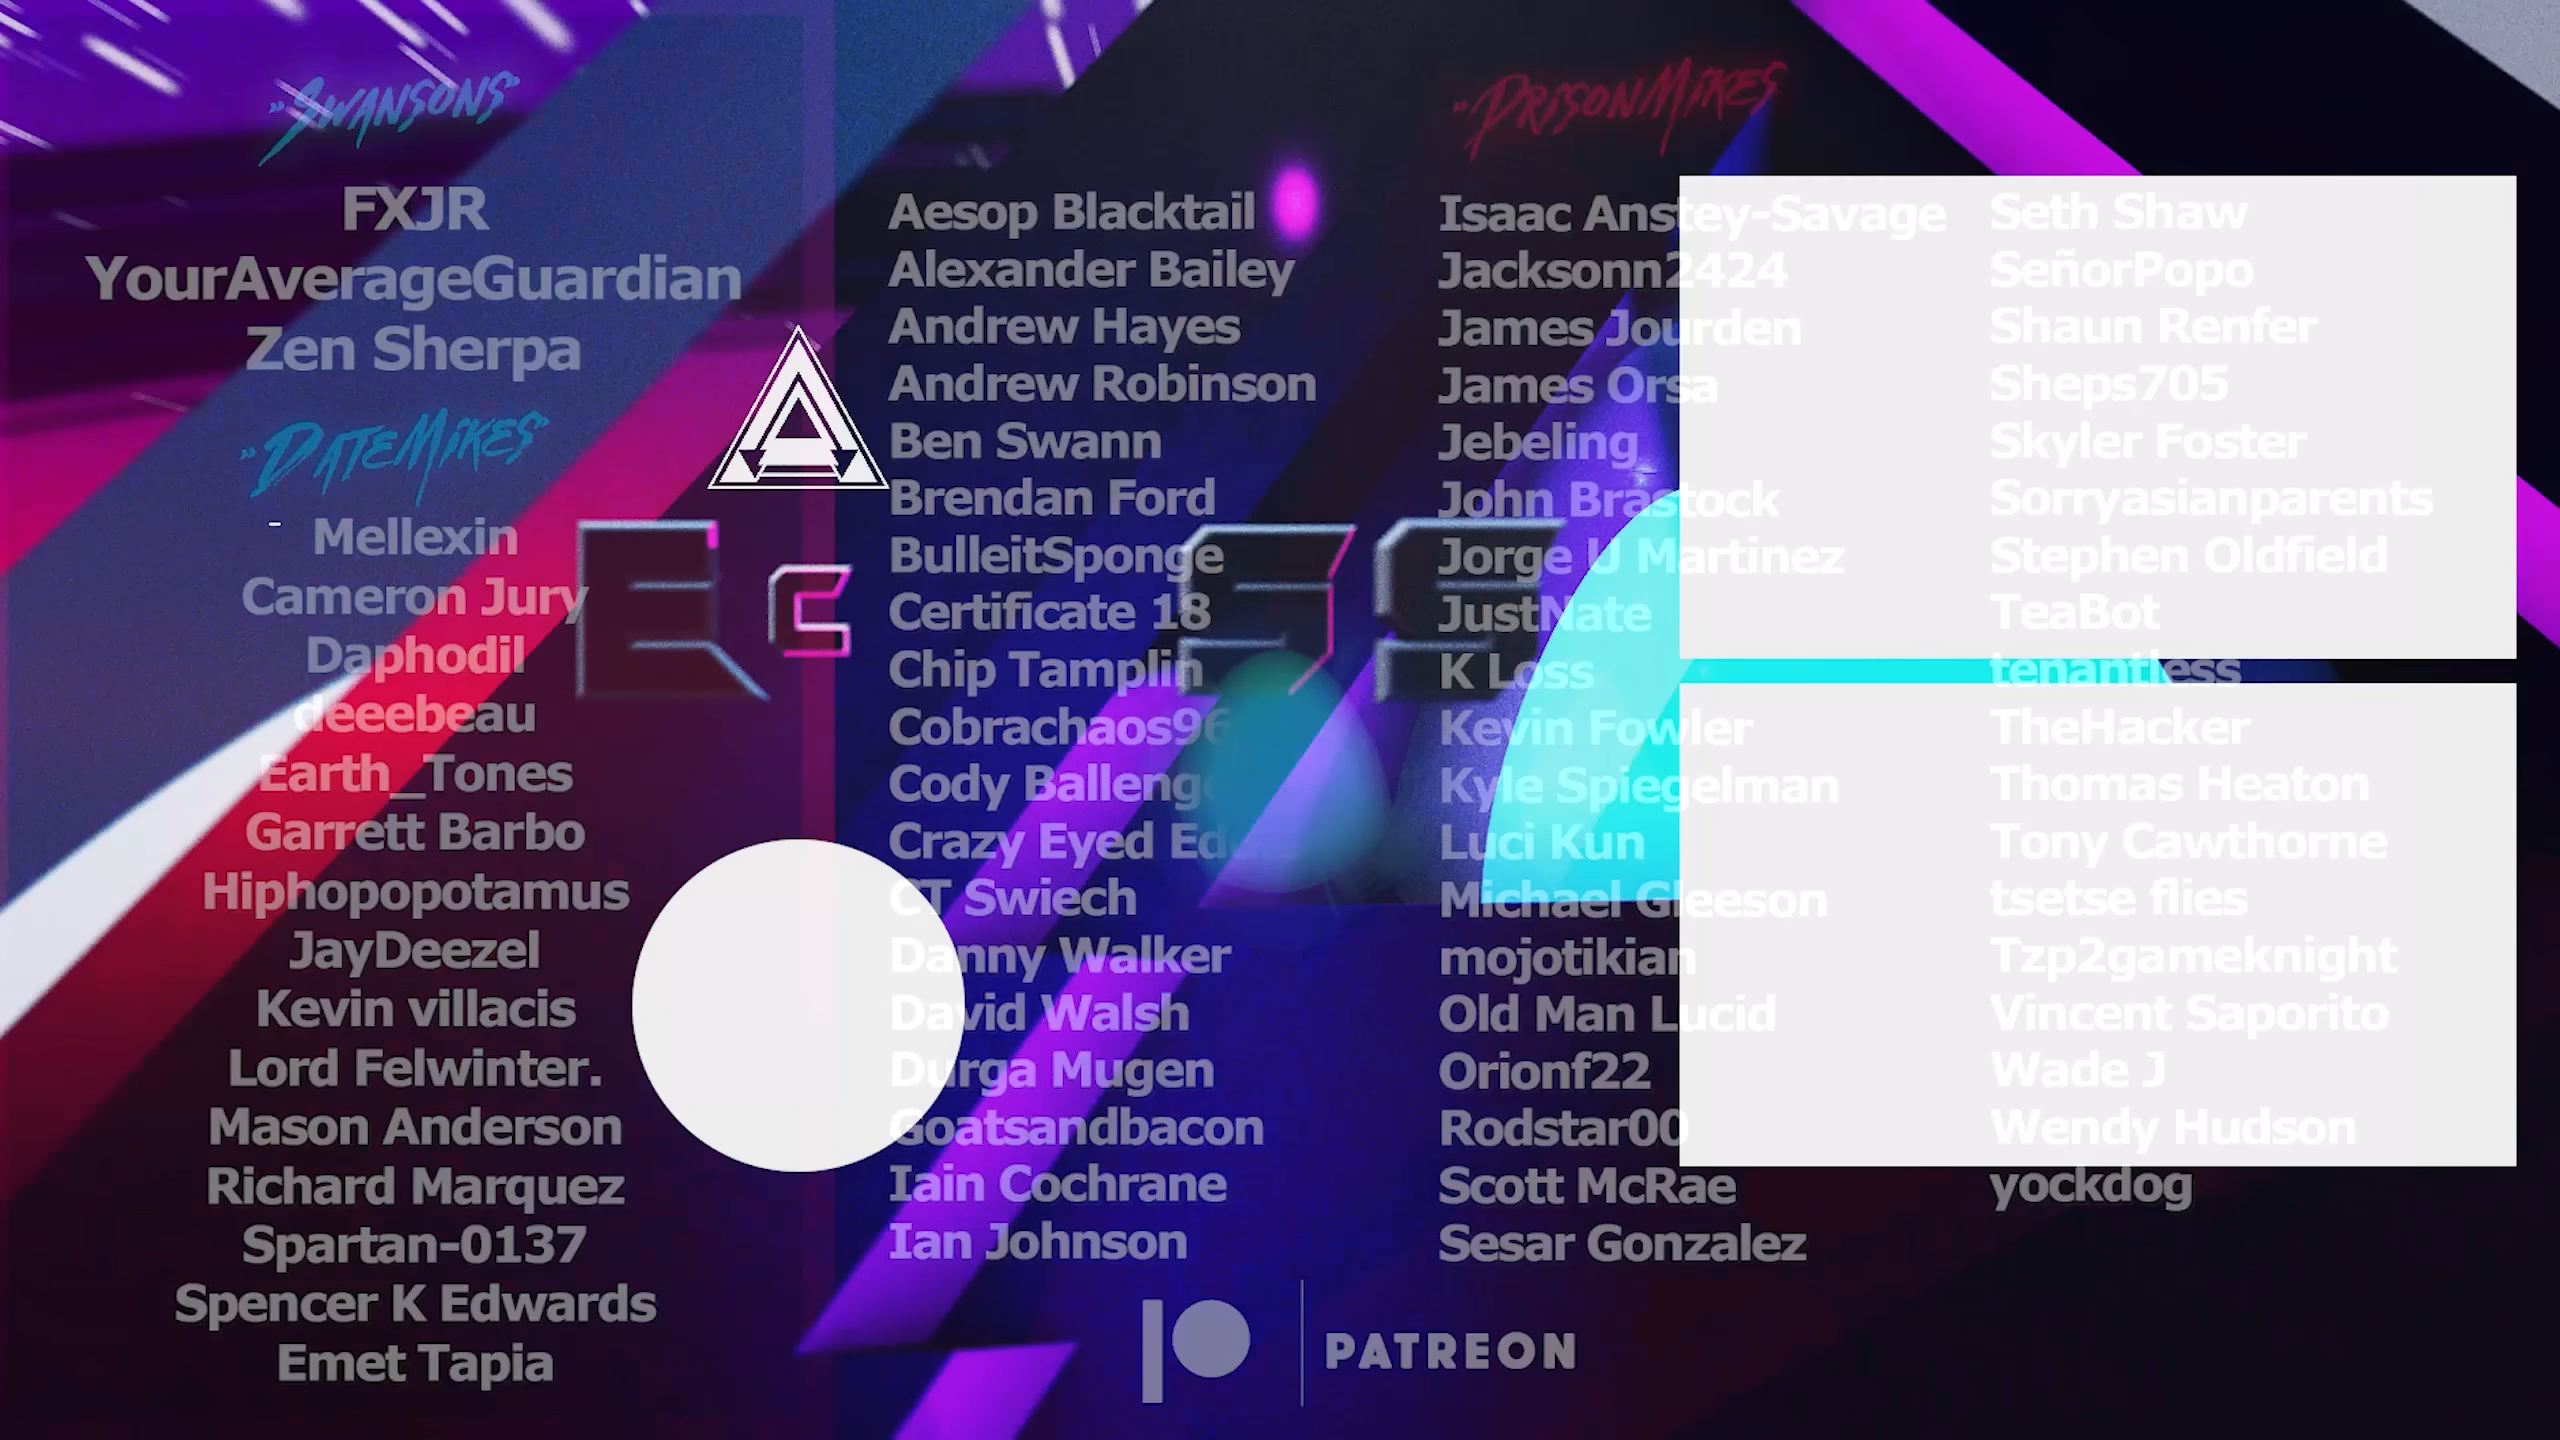 "Swansons"
FXJR
YourAverageGuardian
Zen Sherpa
"DateMikes"
Mellexin
Cameron Jury
Daphodil
deeebeau
Earth_Tones
Garrett Barbo
Hiphopopotamus
JayDeezel
Kevin villacis
Lord Felwinter.
Mason Anderson
Richard Marquez
Spartan-0137
Spencer K Edwards
Emet Tapia
Aesop Blacktail
Alexander Bailey
Andrew Hayes
Andrew Robinson
Ben Swann
Brendan Ford
BulleitSponge
Certificate 18
Chip Tamplin
Cobrachaos96
Cody
Crazy Eyed
CT Swiech
Danny Walker
David Walsh
Durga Mugen
Goatsandbacon
Iain Cochrane
Ian Johnson
"PrisonMikes"
Isaac Anstey-Savage
Jacksonn2424
James Jourden
James Orsa
Jebeling
John Brastock
Jorge U Martinez
JustNate
K Loss
Kevin Fowler
Kyle Spiegelman
Luci Kun
Michael Gleeson
mojotikian
Old Man Lucid
Orionf22
Rodstar00
Scott McRae
Sesar Gonzalez
Seth Shaw
SeñorPopo
Shaun Renfer
Sheps705
Skyler Foster
Sorryasianparents
Stephen Oldfield
TeaBot
tenantless
TheHacker
Thomas Heaton
Tony Cawthorne
tsetse flies
Tzp2gameknight
Vincent Saporito
Wade J
Wendy Hudson
yockdog
PATREON